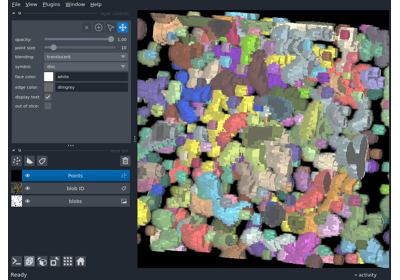 File View Plugins Window Help
opacity: 1.00
point size: 10
blending: translucent
symbol: disc
face color: white
edge color: dimgrey
display text:
out of slice:
Points
blob ID
blobs
Ready
activity